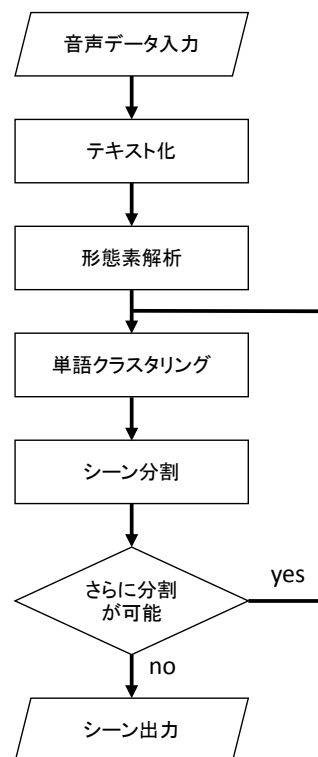 音声データ入力
テキスト化
形態素解析
単語クラスタリング
シーン分割
さらに分割
が可能
yes
no
シーン出力